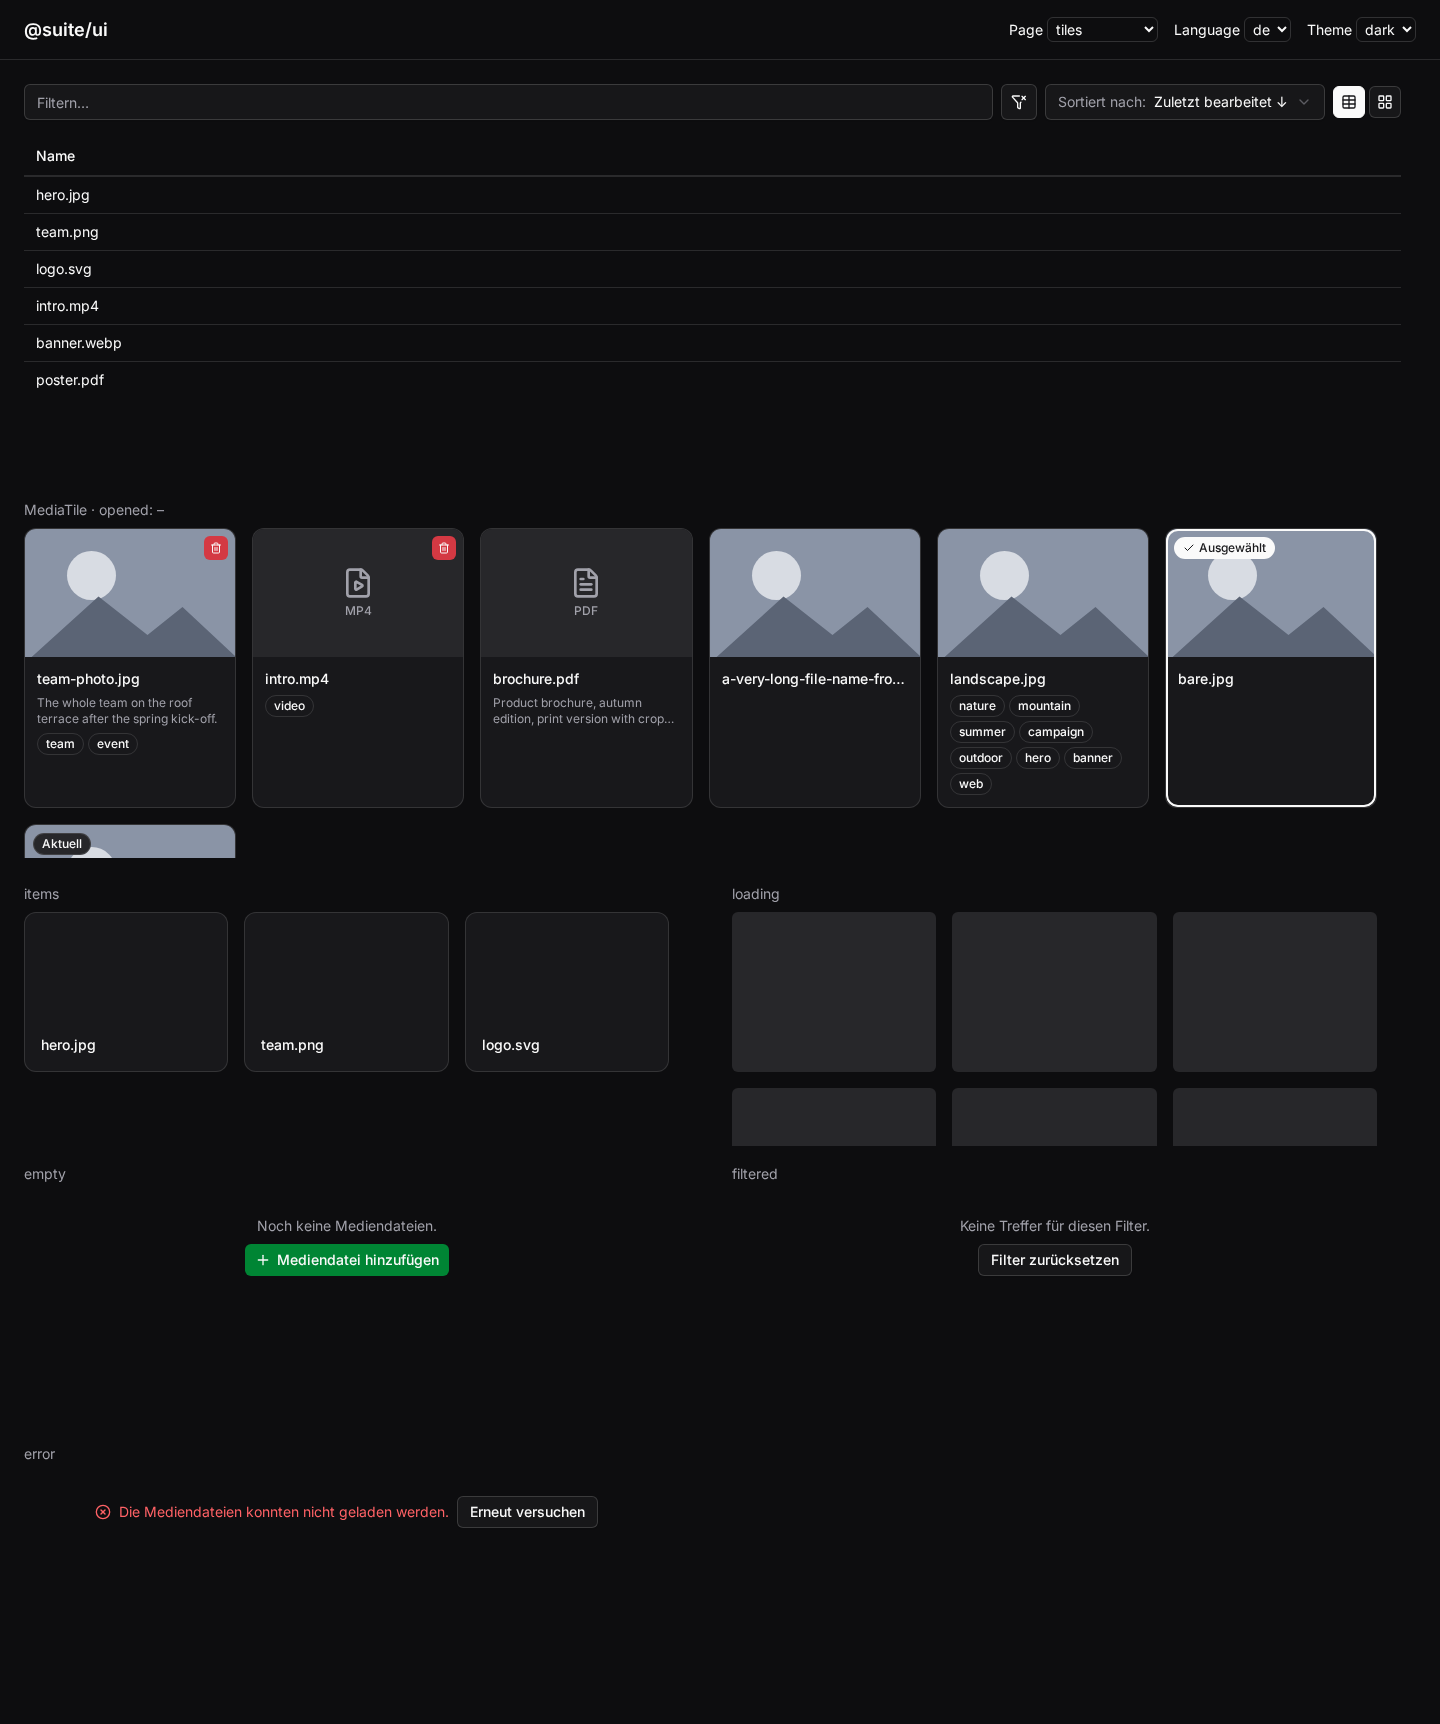 @suite/ui
Page tiles Language de Theme dark
Filtern...
Sortiert nach: Zuletzt bearbeitet ↓
Name
hero.jpg
team.png
logo.svg
intro.mp4
banner.webp
poster.pdf
MediaTile · opened: –
MP4
PDF
Ausgewählt
team-photo.jpg
The whole team on the roof
terrace after the spring kick-off.
team event
intro.mp4
video
brochure.pdf
Product brochure, autumn
edition, print version with crop…
a-very-long-file-name-fro…
landscape.jpg
nature mountain
summer campaign
outdoor hero banner
web
bare.jpg
Aktuell
items
hero.jpg
team.png
logo.svg
loading
empty
Noch keine Mediendateien.
+ Mediendatei hinzufügen
filtered
Keine Treffer für diesen Filter.
Filter zurücksetzen
error
Die Mediendateien konnten nicht geladen werden. Erneut versuchen